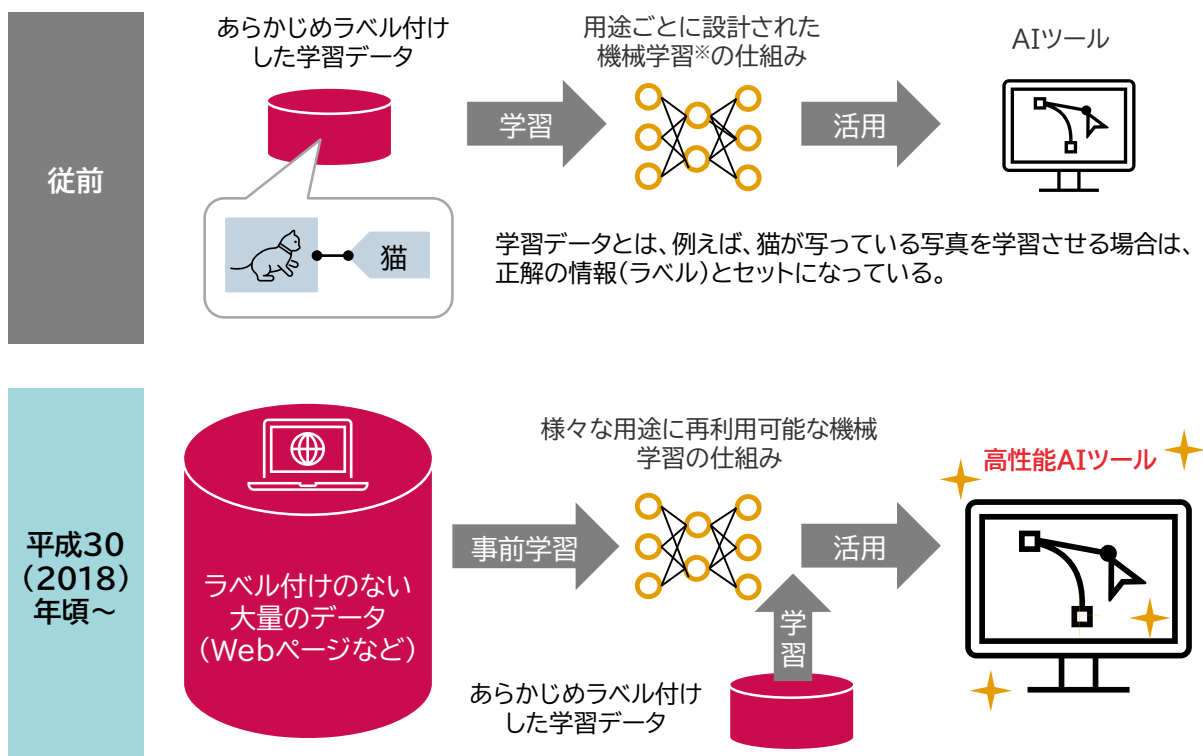 従前
あらかじめラベル付け
した学習データ
学習
用途ごとに設計された
機械学習※の仕組み
活用
AIツール
猫
学習データとは、例えば、猫が写っている写真を学習させる場合は、
正解の情報(ラベル)とセットになっている。
平成30
(2018)
年頃～
ラベル付けのない
大量のデータ
(Webページなど)
事前学習
様々な用途に再利用可能な機械
学習の仕組み
活用
高性能AIツール
学
習
あらかじめラベル付け
した学習データ